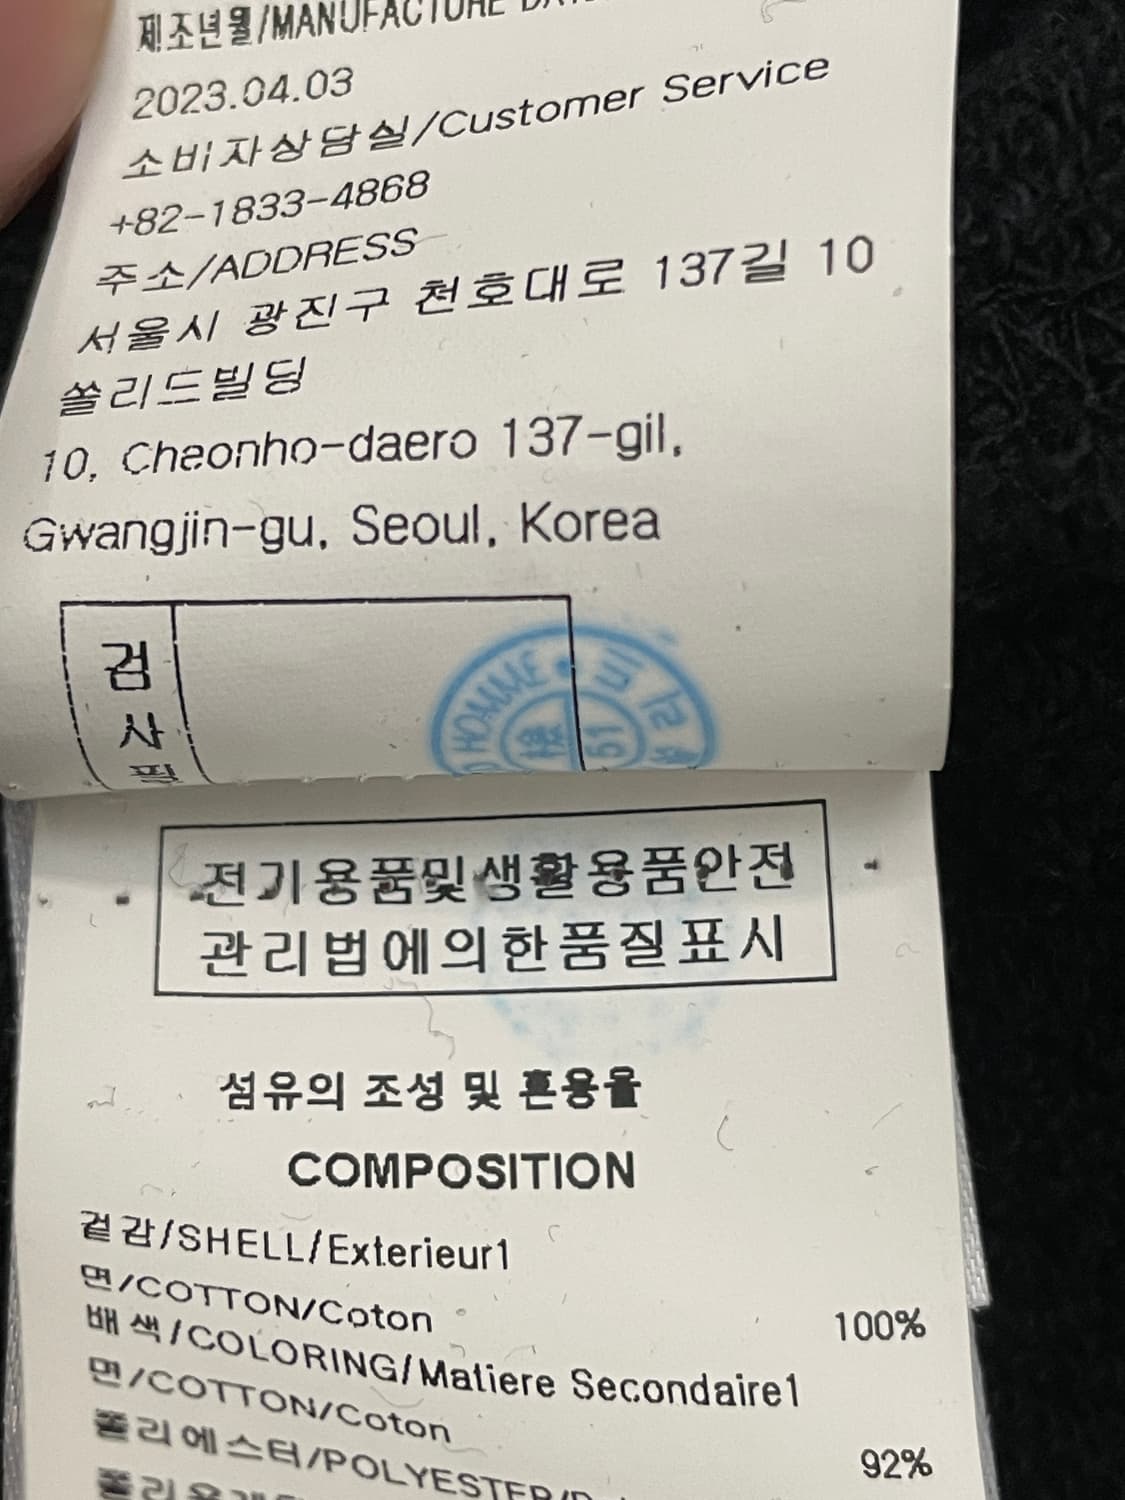 제조년월/MANUFACTURE
2023.04.03
소비자상담실/Customer Service
+82-1833-4868
주소/ADDRESS
서울시 광진구 천호대로 137길 10
쏠리드빌딩
10, Cheonho-daero 137-gil,
Gwangjin-gu, Seoul, Korea
검
사
필
HOMME
51
전기용품및생활용품안전
관리법에의한품질표시
섬유의 조성 및 혼용율
COMPOSITION
겉감/SHELL/Exterieur1
면/COTTON/Coton 100%
배색/COLORING/Matiere Secondaire1
면/COTTON/Coton 92%
폴리에스터/POLYESTER